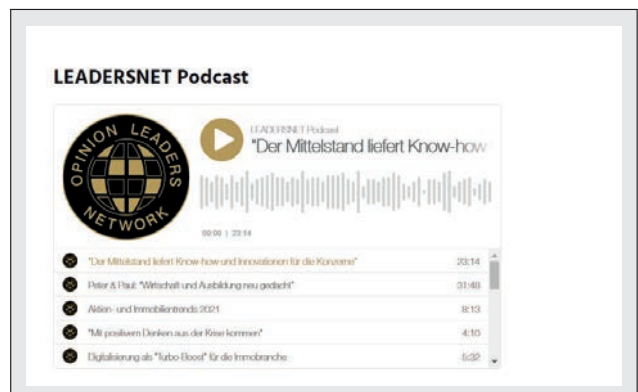 LEADERSNET Podcast
OPINION LEADERS
NETWORK
LEADERSNET Podcast
"Der Mittelstand liefert Know-how
00:00 | 23:14
"Der Mittelstand liefert Know-how und Innovationen für die Konzerne" 23:14
Peter & Paul: "Wirtschaft und Ausbildung neu gedacht" 31:48
Aktien- und Immobilientrends 2021 8:13
"Mit positivem Denken aus der Krise kommen" 4:10
Digitalisierung als "Turbo-Boost" für die Immobranche 5:32